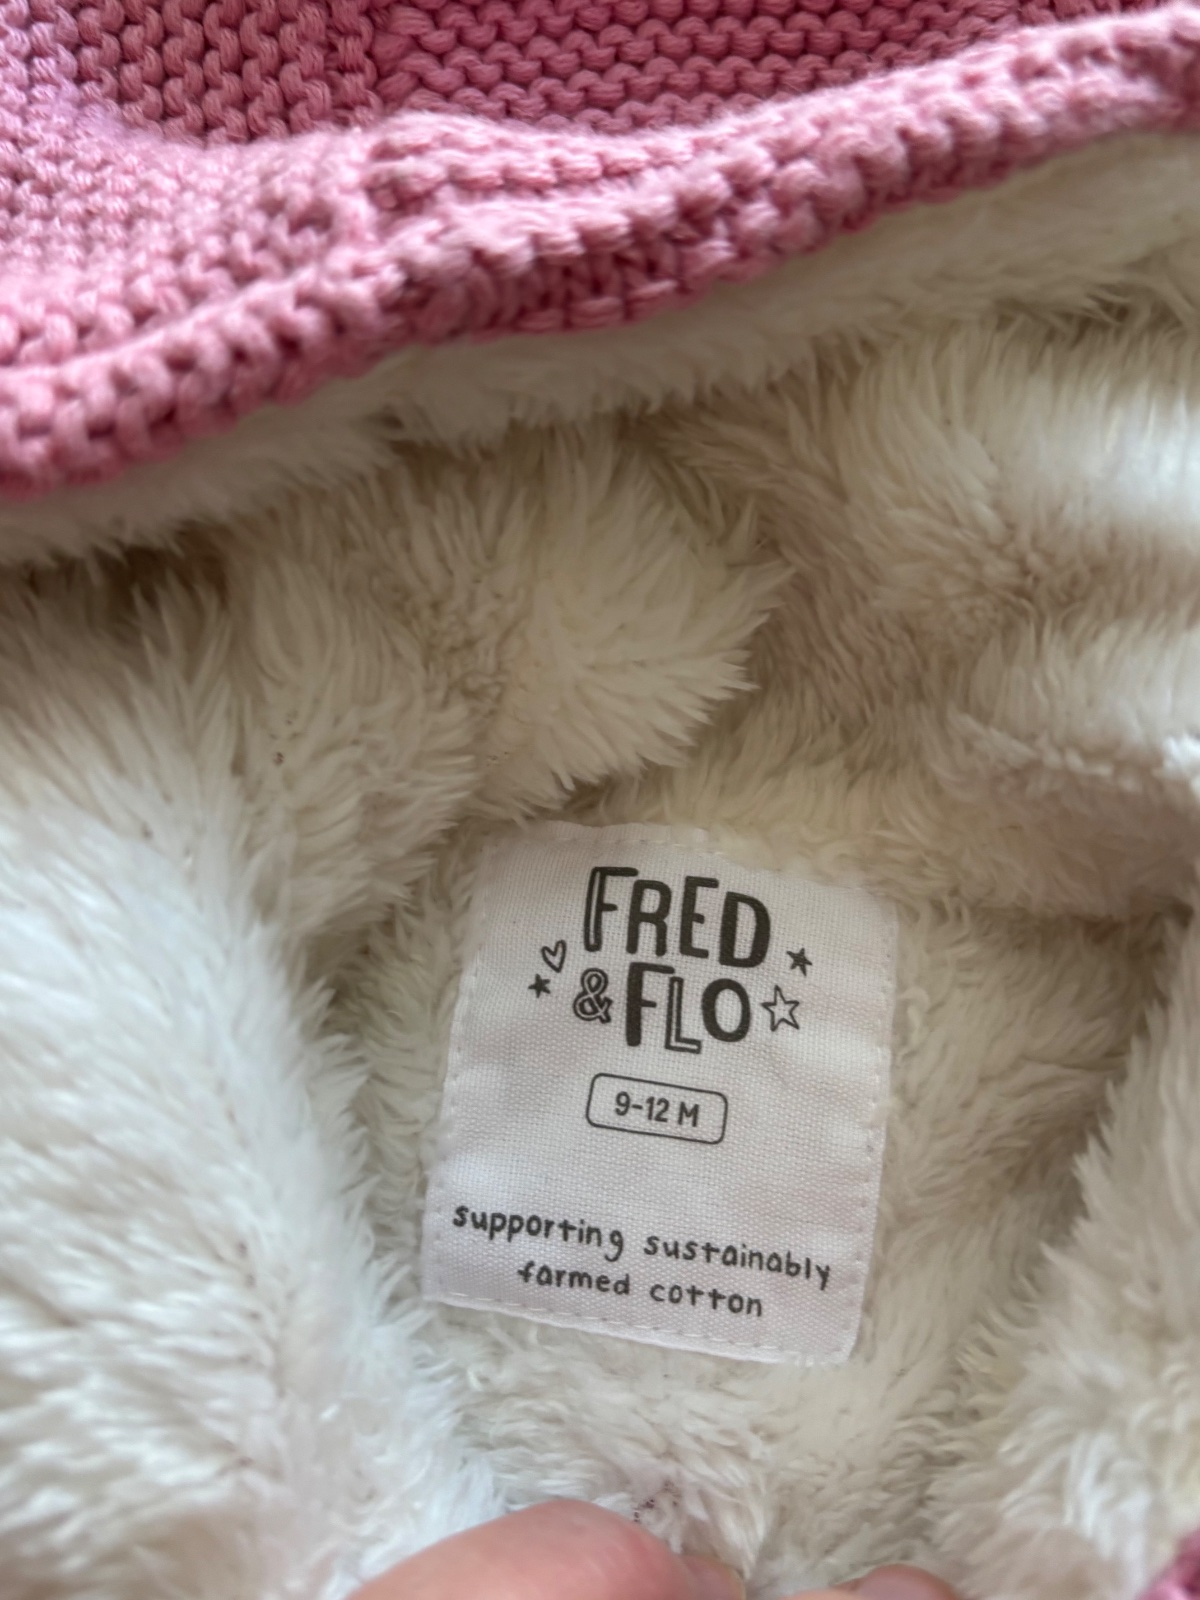 FRED
& FLO
9-12 M
supporting sustainably
farmed cotton